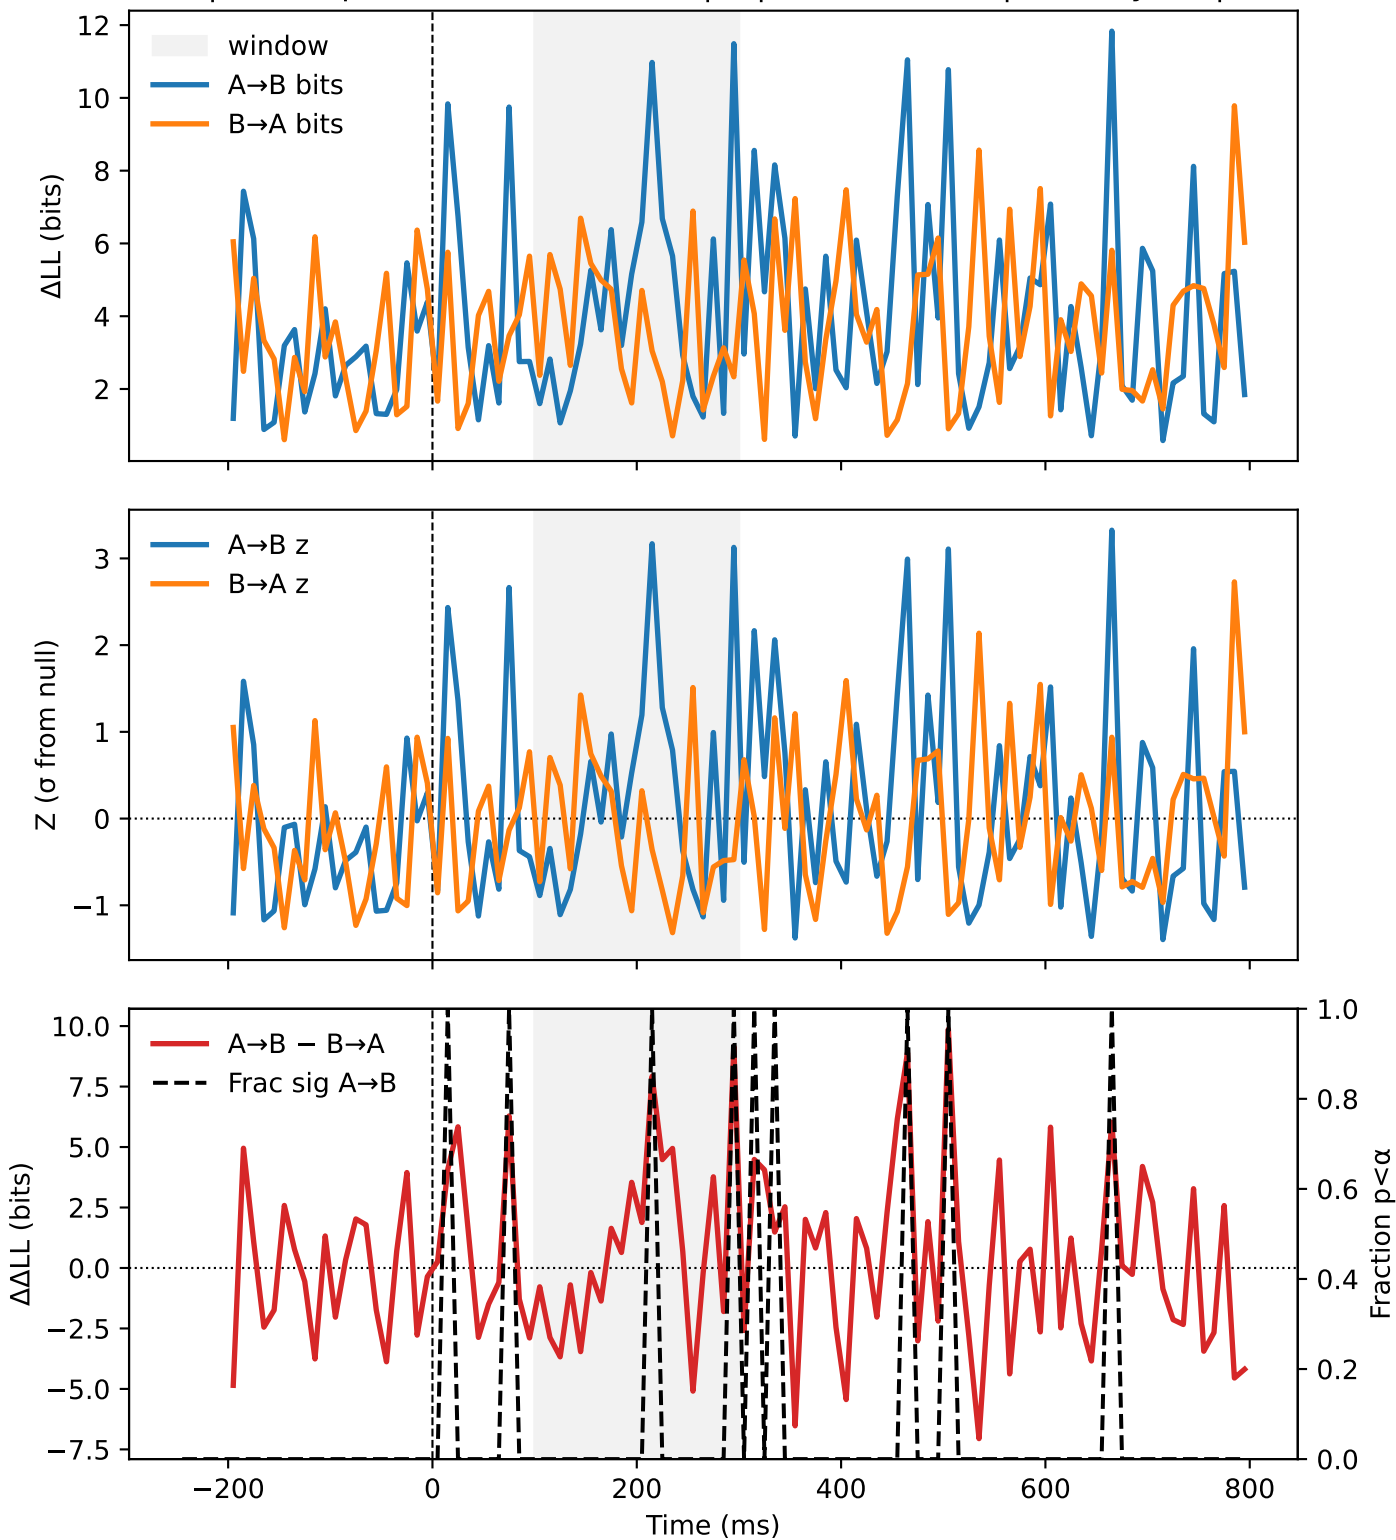 12
10
8
6
4
2
ΔLL (bits)
window
A→B bits
B→A bits
3
2
1
0
−1
Z (σ from null)
A→B z
B→A z
10.0
7.5
5.0
2.5
0.0
−2.5
−5.0
−7.5
ΔΔLL (bits)
A→B − B→A
Frac sig A→B
1.0
0.8
0.6
0.4
0.2
0.0
Fraction p<α
−200 0 200 400 600 800
Time (ms)